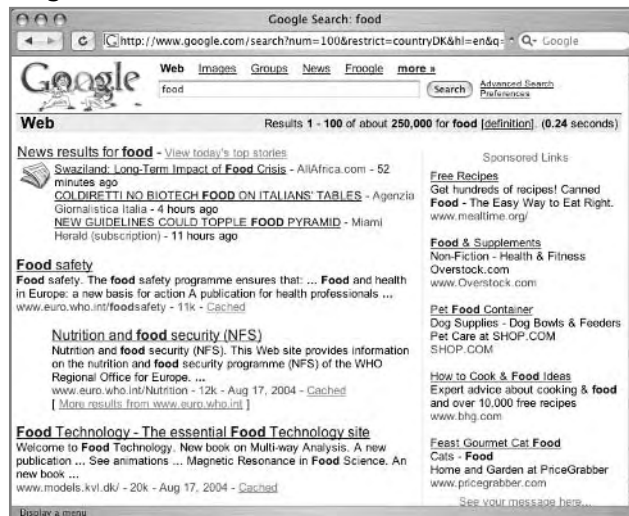 Google Search: food
http://www.google.com/search?num=100&restrict=countryDK&hl=en&q=
Google
Google
Web Images Groups News Froogle more »
food
Search
Advanced Search
Preferences
Web
Results 1 - 100 of about 250,000 for food [definition]. (0.24 seconds)
News results for food - View today's top stories
Swaziland: Long-Term Impact of Food Crisis - AllAfrica.com - 52
minutes ago
COLDIRETTI NO BIOTECH FOOD ON ITALIANS' TABLES - Agenzia
Giornalistica Italia - 4 hours ago
NEW GUIDELINES COULD TOPPLE FOOD PYRAMID - Miami
Herald (subscription) - 11 hours ago
Food safety
Food safety. The food safety programme ensures that: ... Food and health
in Europe: a new basis for action A publication for health professionals ...
www.euro.who.int/foodsafety - 11k - Cached
Nutrition and food security (NFS)
Nutrition and food security (NFS). This Web site provides information
on the nutrition and food security programme (NFS) of the WHO
Regional Office for Europe. ...
www.euro.who.int/Nutrition - 12k - Aug 17, 2004 - Cached
[ More results from www.euro.who.int ]
Food Technology - The essential Food Technology site
Welcome to Food Technology. New book on Multi-way Analysis. A new
publication ... See animations ... Magnetic Resonance in Food Science. An
new book ...
www.models.kvl.dk/ - 20k - Aug 17, 2004 - Cached
Sponsored Links
Free Recipes
Get hundreds of recipes! Canned
Food - The Easy Way to Eat Right.
www.mealtime.org/
Food & Supplements
Non-Fiction - Health & Fitness
Overstock.com
www.Overstock.com
Pet Food Container
Dog Supplies - Dog Bowls & Feeders
Pet Care at SHOP.COM
SHOP.COM
How to Cook & Food Ideas
Expert advice about cooking & food
and over 10,000 free recipes
www.bhg.com
Feast Gourmet Cat Food
Cats - Food
Home and Garden at PriceGrabber
www.pricegrabber.com
See your message here...
Display a menu